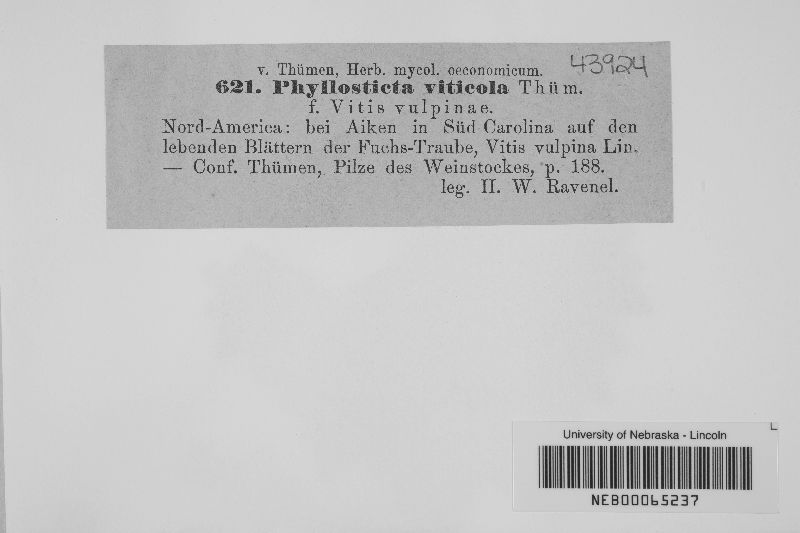 v. Thümen, Herb. mycol. oeconomicum. 43924
621. Phyllosticta viticola Thüm.
f. Vitis vulpinae.
Nord-America: bei Aiken in Süd Carolina auf den
lebenden Blättern der Fuchs-Traube, Vitis vulpina Lin.
— Conf. Thümen, Pilze des Weinstockes, p. 188.
leg. H. W. Ravenel.
University of Nebraska - Lincoln
NEB00065237